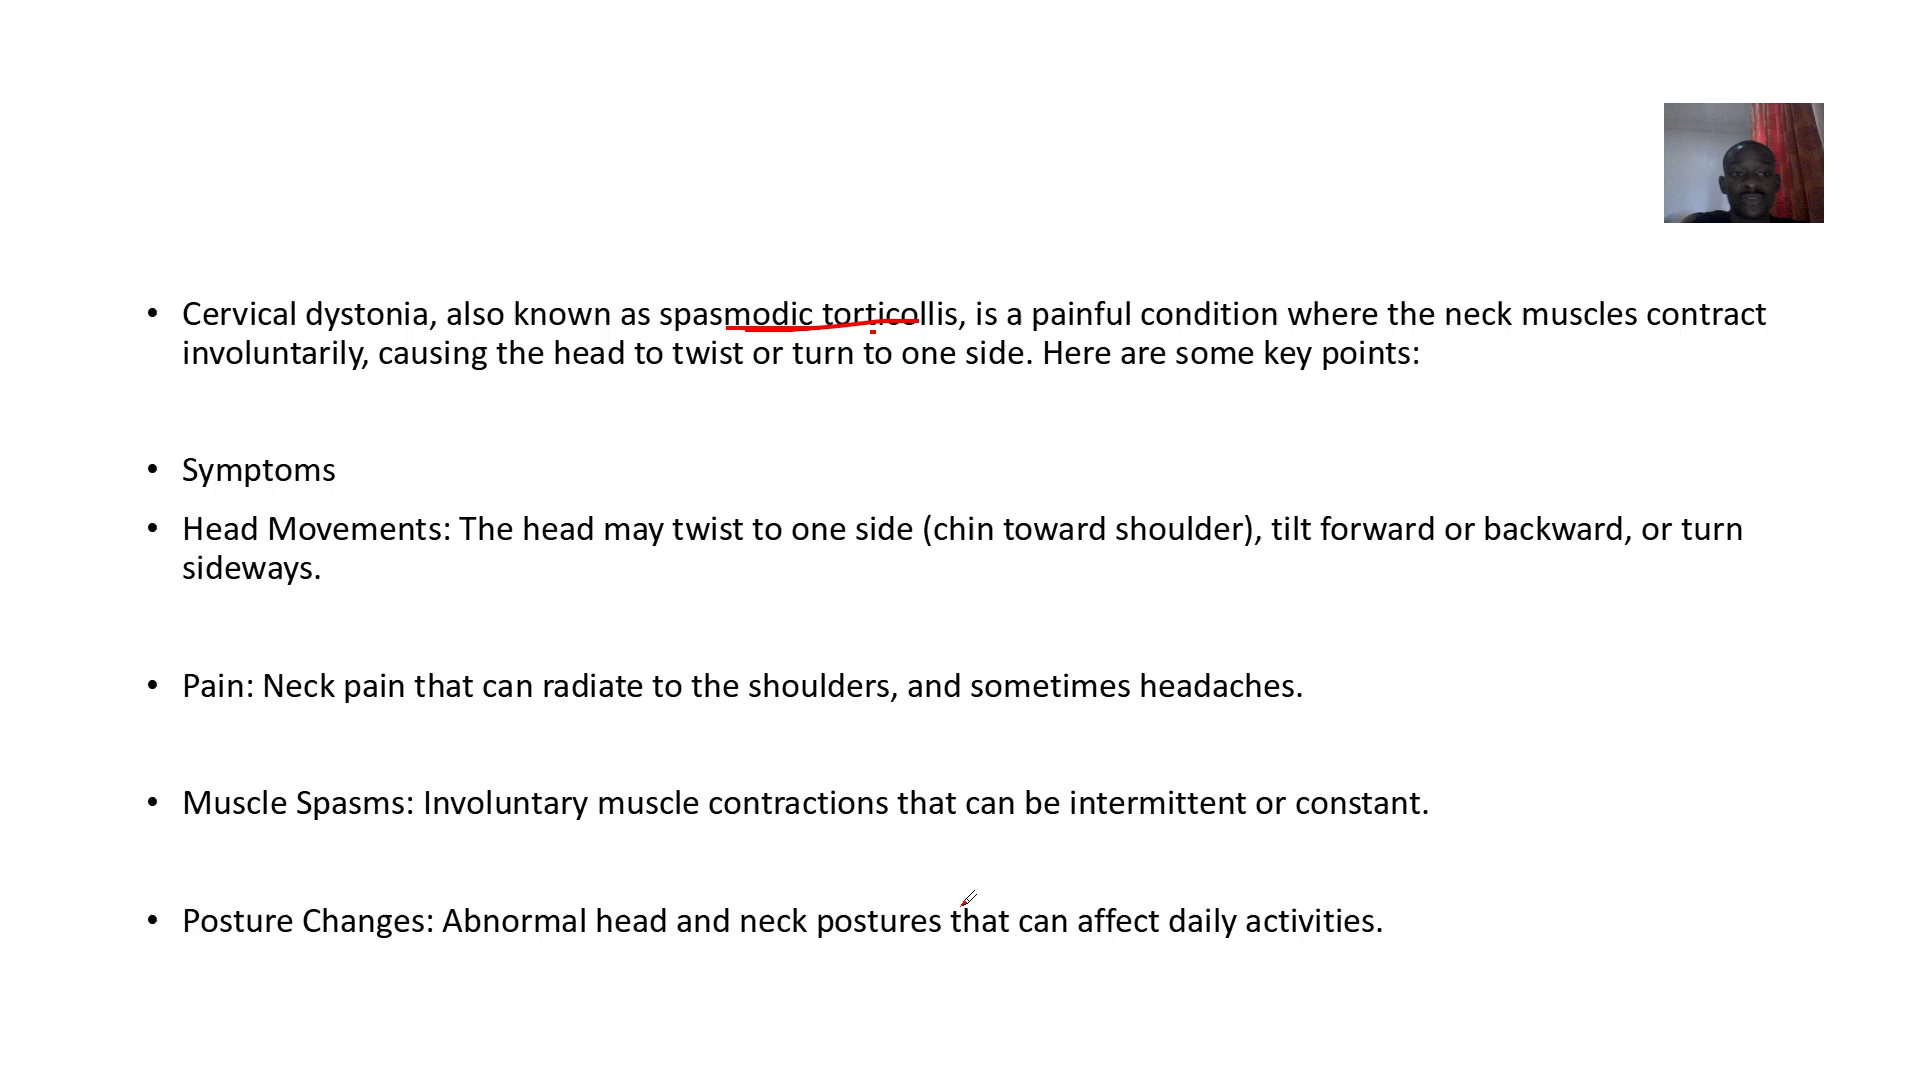 • Cervical dystonia, also known as spasmodic torticollis, is a painful condition where the neck muscles contract
involuntarily, causing the head to twist or turn to one side. Here are some key points:
• Symptoms
• Head Movements: The head may twist to one side (chin toward shoulder), tilt forward or backward, or turn
sideways.
• Pain: Neck pain that can radiate to the shoulders, and sometimes headaches.
• Muscle Spasms: Involuntary muscle contractions that can be intermittent or constant.
• Posture Changes: Abnormal head and neck postures that can affect daily activities.